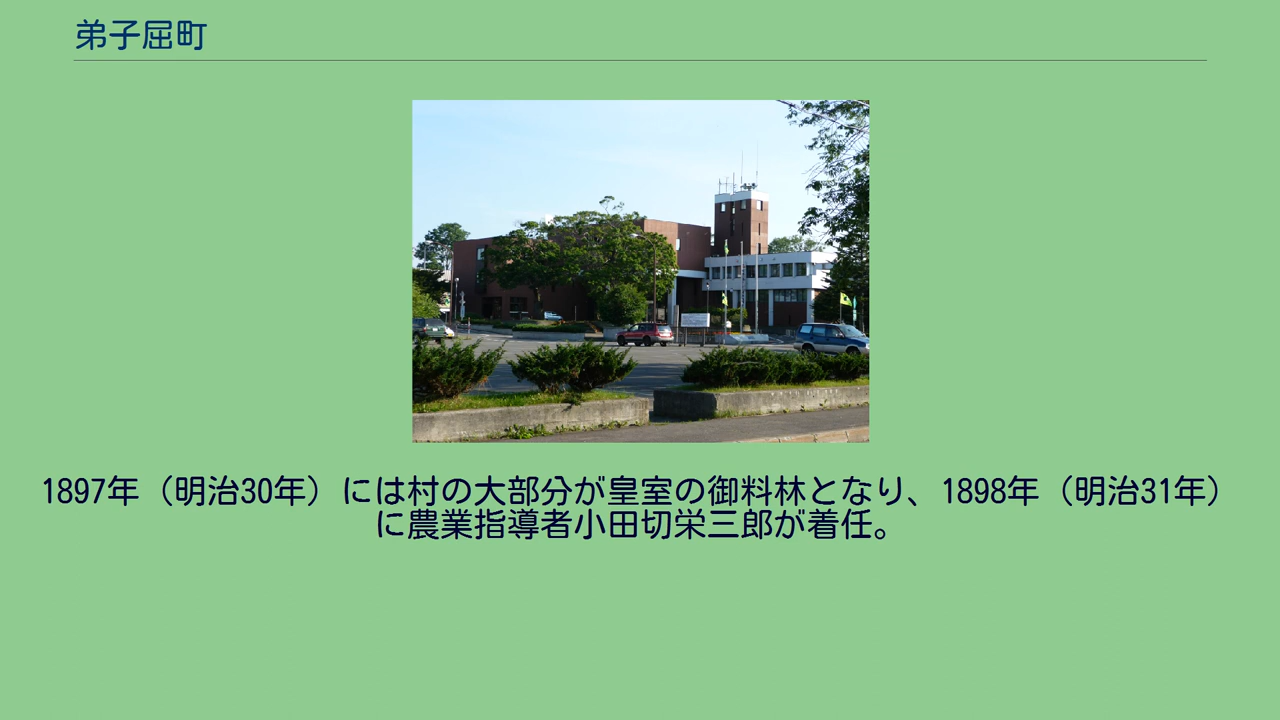 弟子屈町
1897年（明治30年）には村の大部分が皇室の御料林となり、1898年（明治31年）
に農業指導者小田切栄三郎が着任。